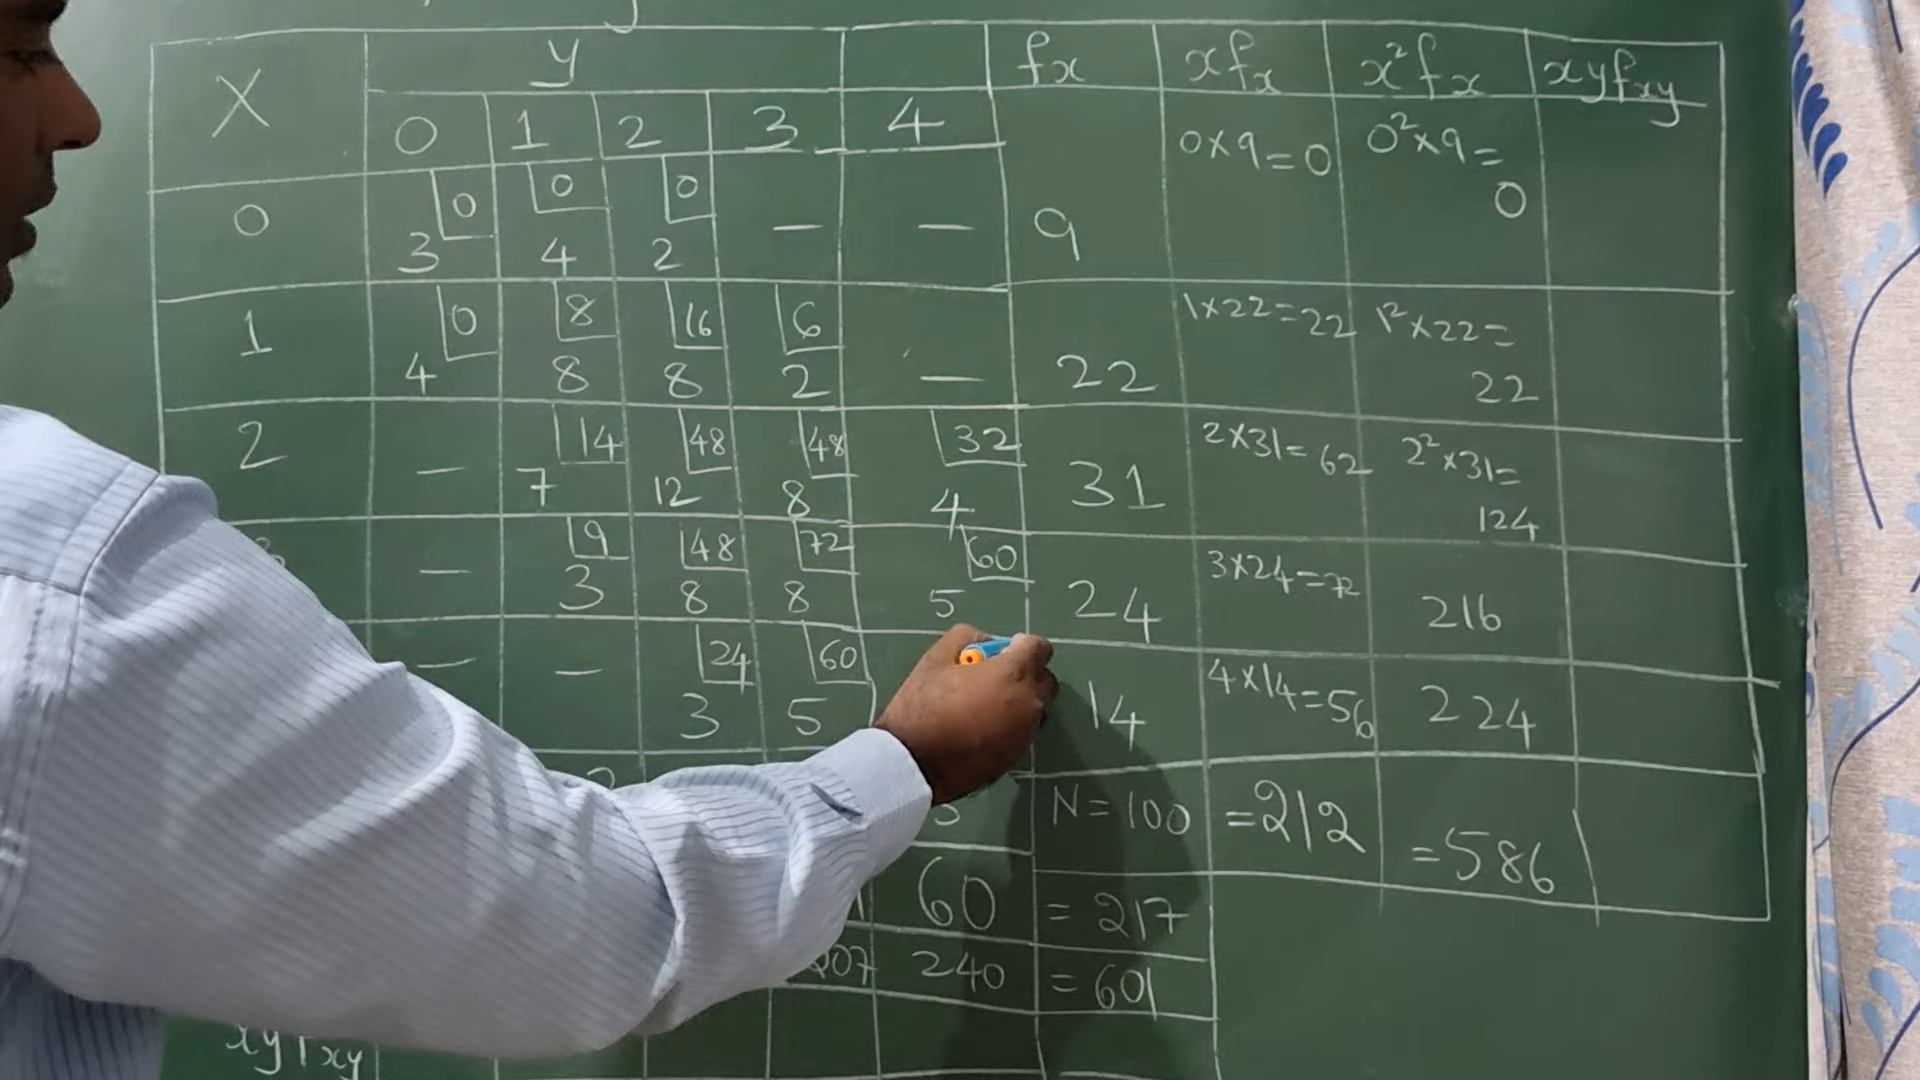 X y fx xfx x²fx xyfxy
0 1 2 3 4
0×9=0 0²×9=
0 0 0 0
0 3 4 2 — — 9
0 8 16 6 1×22=22 1²×22=
1 4 8 8 2 — 22 22
14 48 48 32 2×31=62 2²×31=
2 — 7 12 8 4 31 124
9 48 72 60 3×24=72
— 3 8 8 5 24 216
24 60 4×14=56
— — 3 5 14 224
N=100 =212 =586
60 =217
207 240 =601
xyfxy